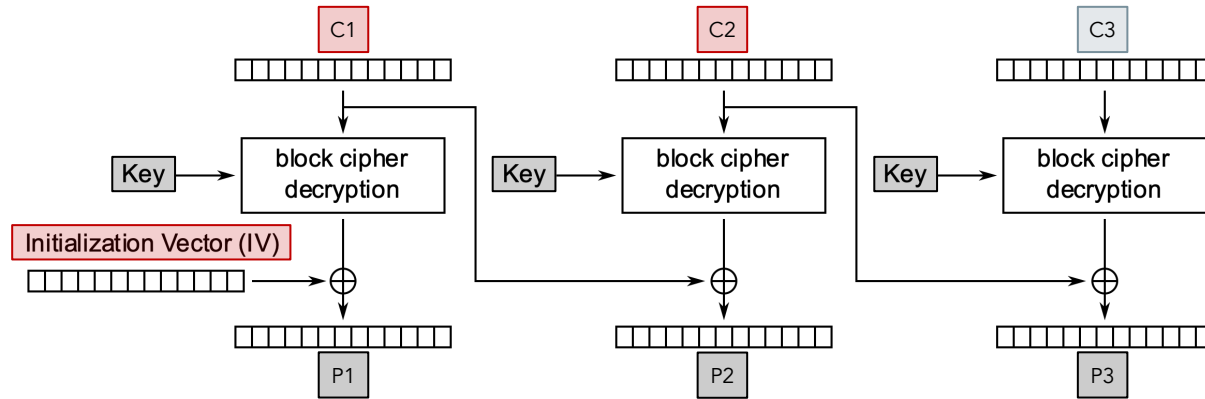 C1
C2
C3
Key
block cipher
decryption
Key
block cipher
decryption
Key
block cipher
decryption
Initialization Vector (IV)
P1
P2
P3